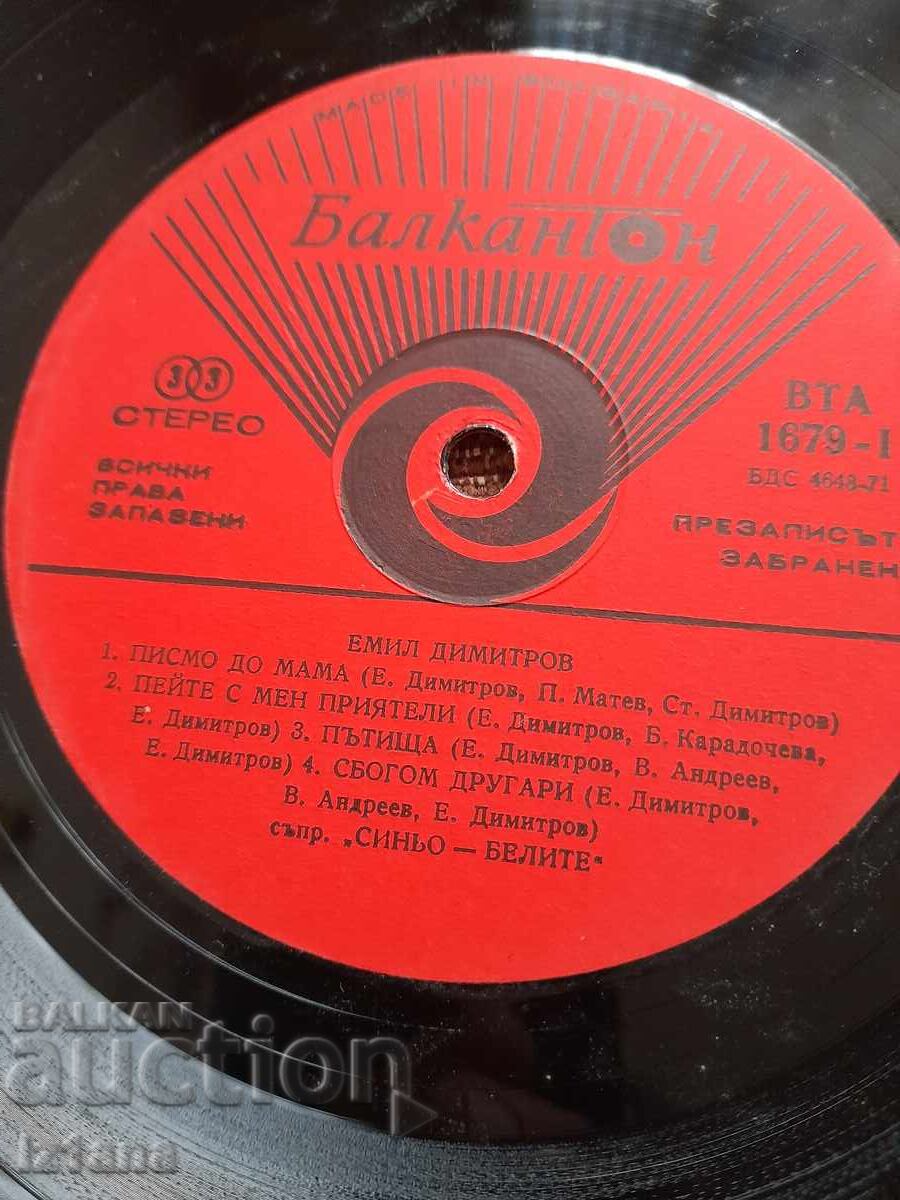 MADE IN BULGARIA
Балкантон
33
СТЕРЕО
ВСИЧКИ
ПРАВА
ЗАПАЗЕНИ
ВТА
1679-I
БДС 4648-71
ПРЕЗАПИСЪТ
ЗАБРАНЕН
ЕМИЛ ДИМИТРОВ
1. ПИСМО ДО МАМА (Е. Димитров, П. Матев, Ст. Димитров)
2. ПЕЙТЕ С МЕН ПРИЯТЕЛИ (Е. Димитров, Б. Карадочева,
Е. Димитров) 3. ПЪТИЩА (Е. Димитров, В. Андреев,
Е. Димитров) 4. СБОГОМ ДРУГАРИ (Е. Димитров,
В. Андреев, Е. Димитров)
съпр. „СИНЬО — БЕЛИТЕ“
BALKAN
auction
Iziana